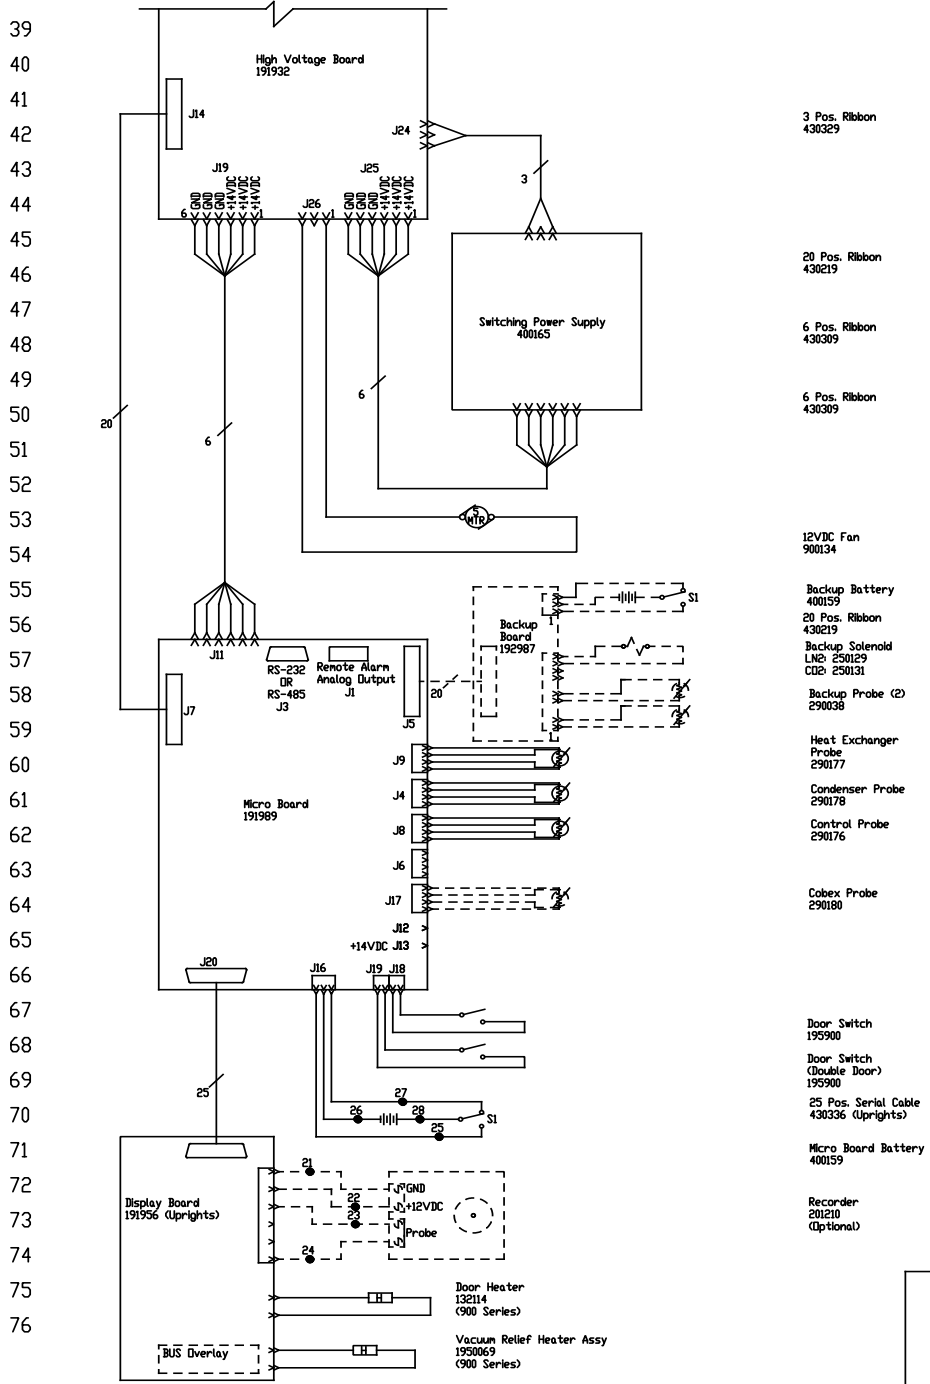 39
40
High Voltage Board
191932
41
J14
3 Pos. Ribbon
430329
42
J24
43
J19
J25
3
44
GND
GND
GND
+14VDC
+14VDC
+14VDC
J26
GND
GND
GND
+14VDC
+14VDC
+14VDC
6
1
1
1
45
20 Pos. Ribbon
430219
46
47
Switching Power Supply
400165
6 Pos. Ribbon
430309
48
49
6
6 Pos. Ribbon
430309
50
20
6
51
52
53
5
MTR
54
12VDC Fan
900134
55
Backup Battery
400159
S1
56
Backup
Board
192987
1
20 Pos. Ribbon
430219
57
J11
RS-232
OR
RS-485
J3
Remote Alarm
Analog Output
J1
Backup Solenoid
LN2: 250129
CO2: 250131
58
20
J7
J5
Backup Probe (2)
290038
59
1
Heat Exchanger
Probe
290177
60
J9
61
J4
Condenser Probe
290178
Micro Board
191989
62
J8
Control Probe
290176
63
J6
64
J17
Cobex Probe
290180
65
J12
+14VDC J13
66
J20
J16
J19 J18
67
Door Switch
195900
68
Door Switch
(Double Door)
195900
69
25
27
25 Pos. Serial Cable
430336 (Uprights)
70
26
28
S1
25
71
Micro Board Battery
400159
21
72
GND
Display Board
191956 (Uprights)
22
+12VDC
Recorder
201210
(Optional)
73
23
Probe
74
24
75
Door Heater
132114
(900 Series)
76
BUS Overlay
Vacuum Relief Heater Assy
1950069
(900 Series)